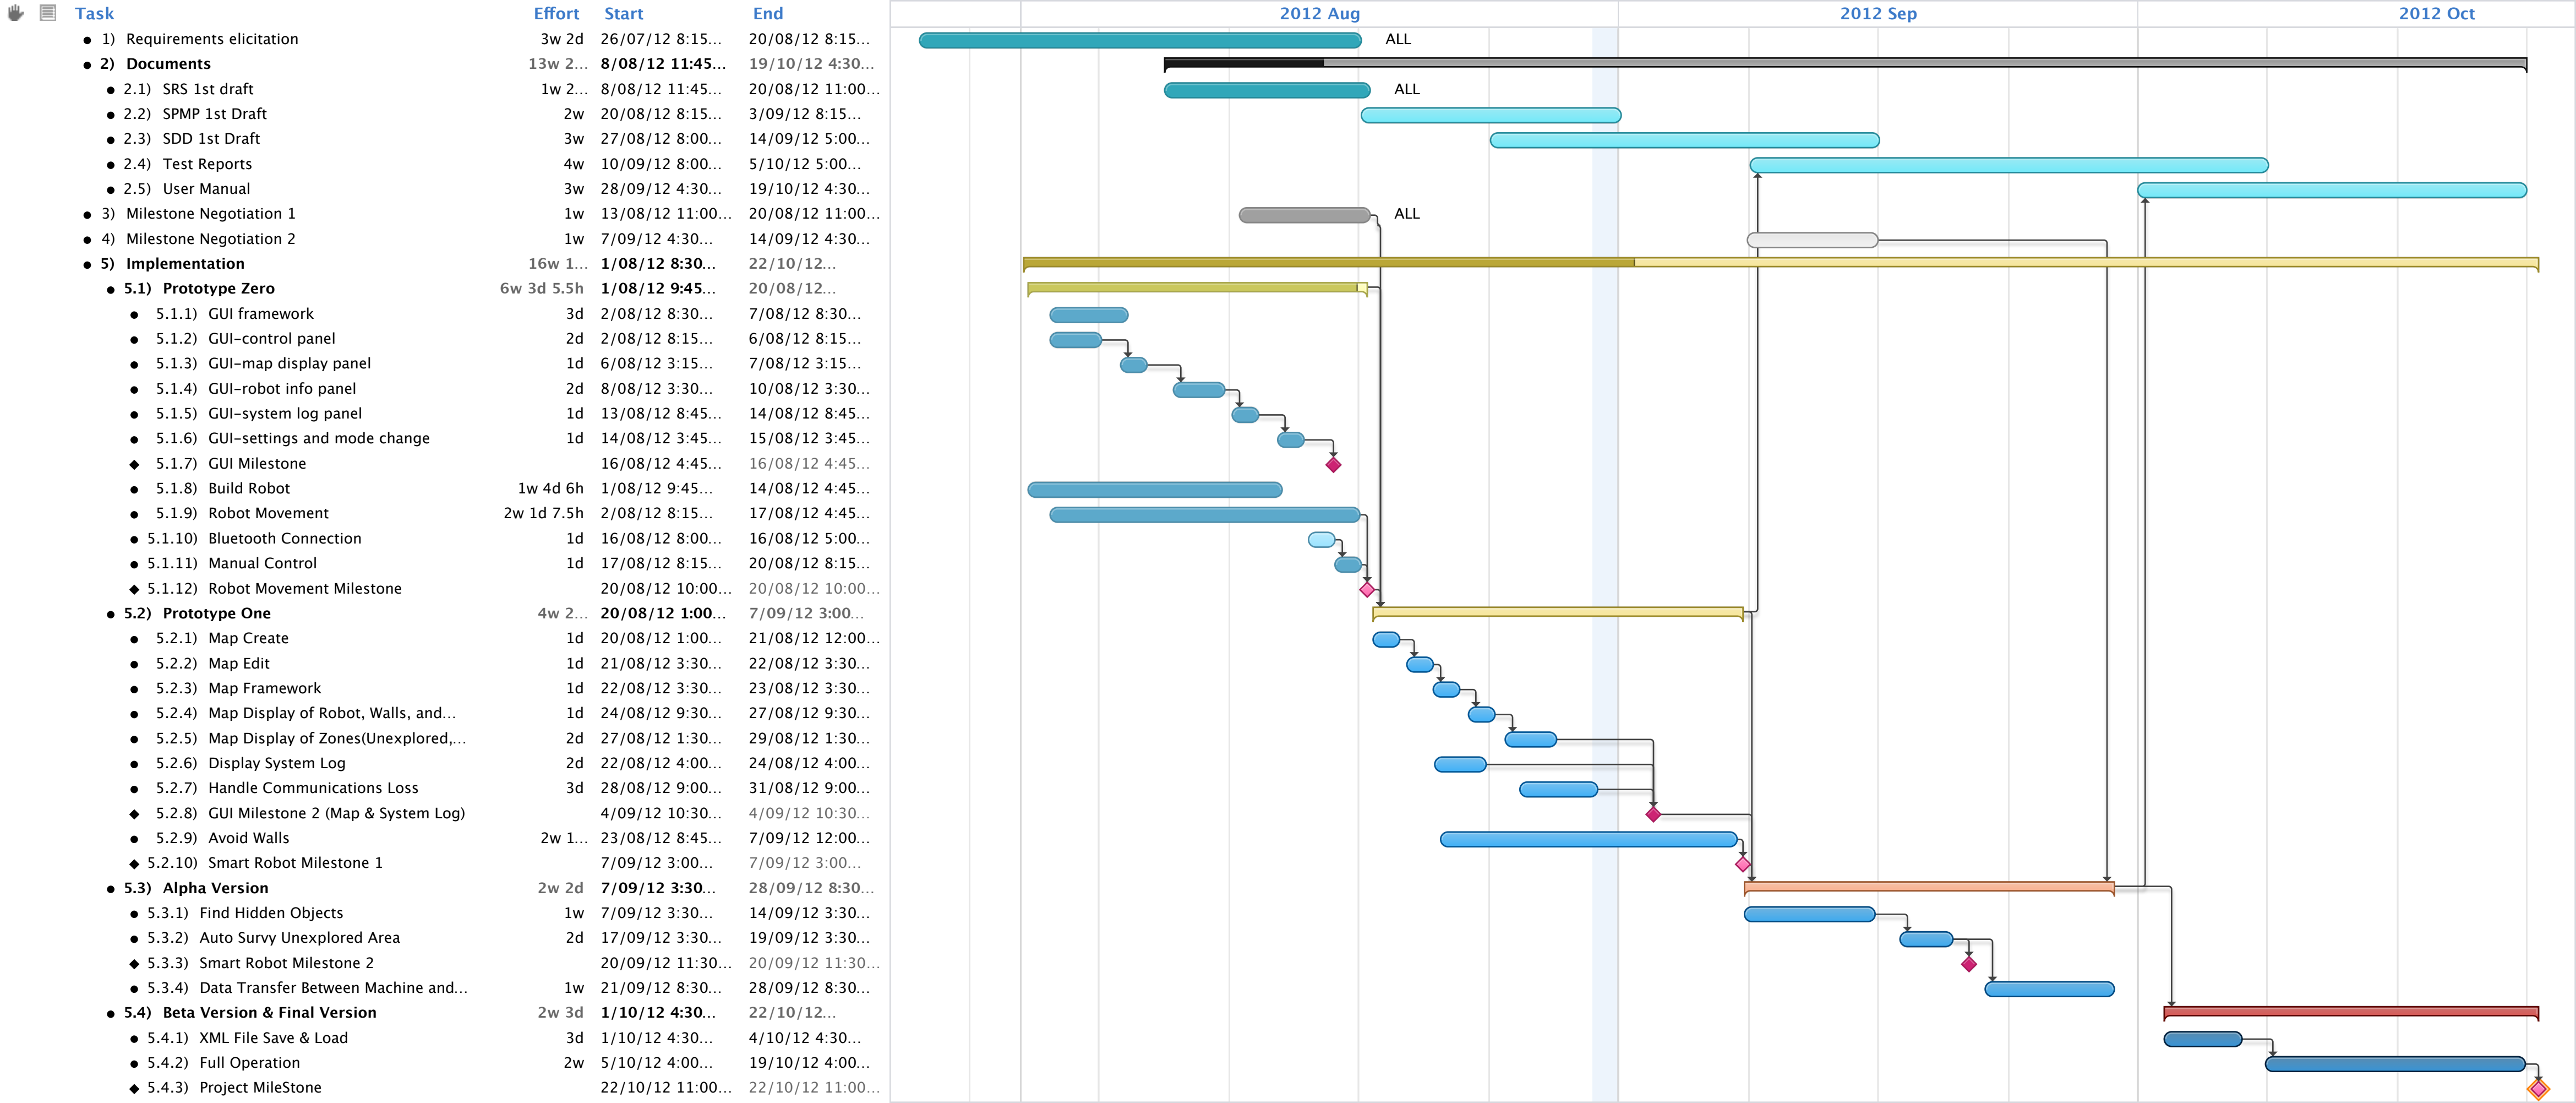 Task Effort Start End 2012 Aug 2012 Sep 2012 Oct
1) Requirements elicitation 3w 2d 26/07/12 8:15... 20/08/12 8:15... ALL
2) Documents 13w 2... 8/08/12 11:45... 19/10/12 4:30...
2.1) SRS 1st draft 1w 2... 8/08/12 11:45... 20/08/12 11:00... ALL
2.2) SPMP 1st Draft 2w 20/08/12 8:15... 3/09/12 8:15...
2.3) SDD 1st Draft 3w 27/08/12 8:00... 14/09/12 5:00...
2.4) Test Reports 4w 10/09/12 8:00... 5/10/12 5:00...
2.5) User Manual 3w 28/09/12 4:30... 19/10/12 4:30...
3) Milestone Negotiation 1 1w 13/08/12 11:00... 20/08/12 11:00... ALL
4) Milestone Negotiation 2 1w 7/09/12 4:30... 14/09/12 4:30...
5) Implementation 16w 1... 1/08/12 8:30... 22/10/12...
5.1) Prototype Zero 6w 3d 5.5h 1/08/12 9:45... 20/08/12...
5.1.1) GUI framework 3d 2/08/12 8:30... 7/08/12 8:30...
5.1.2) GUI-control panel 2d 2/08/12 8:15... 6/08/12 8:15...
5.1.3) GUI-map display panel 1d 6/08/12 3:15... 7/08/12 3:15...
5.1.4) GUI-robot info panel 2d 8/08/12 3:30... 10/08/12 3:30...
5.1.5) GUI-system log panel 1d 13/08/12 8:45... 14/08/12 8:45...
5.1.6) GUI-settings and mode change 1d 14/08/12 3:45... 15/08/12 3:45...
5.1.7) GUI Milestone 16/08/12 4:45... 16/08/12 4:45...
5.1.8) Build Robot 1w 4d 6h 1/08/12 9:45... 14/08/12 4:45...
5.1.9) Robot Movement 2w 1d 7.5h 2/08/12 8:15... 17/08/12 4:45...
5.1.10) Bluetooth Connection 1d 16/08/12 8:00... 16/08/12 5:00...
5.1.11) Manual Control 1d 17/08/12 8:15... 20/08/12 8:15...
5.1.12) Robot Movement Milestone 20/08/12 10:00... 20/08/12 10:00...
5.2) Prototype One 4w 2... 20/08/12 1:00... 7/09/12 3:00...
5.2.1) Map Create 1d 20/08/12 1:00... 21/08/12 12:00...
5.2.2) Map Edit 1d 21/08/12 3:30... 22/08/12 3:30...
5.2.3) Map Framework 1d 22/08/12 3:30... 23/08/12 3:30...
5.2.4) Map Display of Robot, Walls, and... 1d 24/08/12 9:30... 27/08/12 9:30...
5.2.5) Map Display of Zones(Unexplored,... 2d 27/08/12 1:30... 29/08/12 1:30...
5.2.6) Display System Log 2d 22/08/12 4:00... 24/08/12 4:00...
5.2.7) Handle Communications Loss 3d 28/08/12 9:00... 31/08/12 9:00...
5.2.8) GUI Milestone 2 (Map & System Log) 4/09/12 10:30... 4/09/12 10:30...
5.2.9) Avoid Walls 2w 1... 23/08/12 8:45... 7/09/12 12:00...
5.2.10) Smart Robot Milestone 1 7/09/12 3:00... 7/09/12 3:00...
5.3) Alpha Version 2w 2d 7/09/12 3:30... 28/09/12 8:30...
5.3.1) Find Hidden Objects 1w 7/09/12 3:30... 14/09/12 3:30...
5.3.2) Auto Survy Unexplored Area 2d 17/09/12 3:30... 19/09/12 3:30...
5.3.3) Smart Robot Milestone 2 20/09/12 11:30... 20/09/12 11:30...
5.3.4) Data Transfer Between Machine and... 1w 21/09/12 8:30... 28/09/12 8:30...
5.4) Beta Version & Final Version 2w 3d 1/10/12 4:30... 22/10/12...
5.4.1) XML File Save & Load 3d 1/10/12 4:30... 4/10/12 4:30...
5.4.2) Full Operation 2w 5/10/12 4:00... 19/10/12 4:00...
5.4.3) Project MileStone 22/10/12 11:00... 22/10/12 11:00...